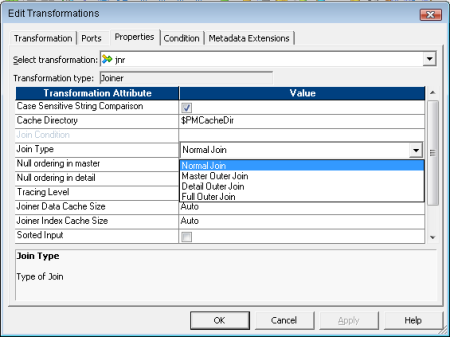 Edit Transformations
Transformation Ports Properties Condition Metadata Extensions
Select transformation: jnr
Transformation type: Joiner
Transformation Attribute Value
Case Sensitive String Comparison
Cache Directory $PMCacheDir
Join Condition
Join Type Normal Join
Null ordering in master Normal Join
Master Outer Join
Null ordering in detail Detail Outer Join
Tracing Level Full Outer Join
Joiner Data Cache Size Auto
Joiner Index Cache Size Auto
Sorted Input
Join Type
Type of Join
OK Cancel Apply Help